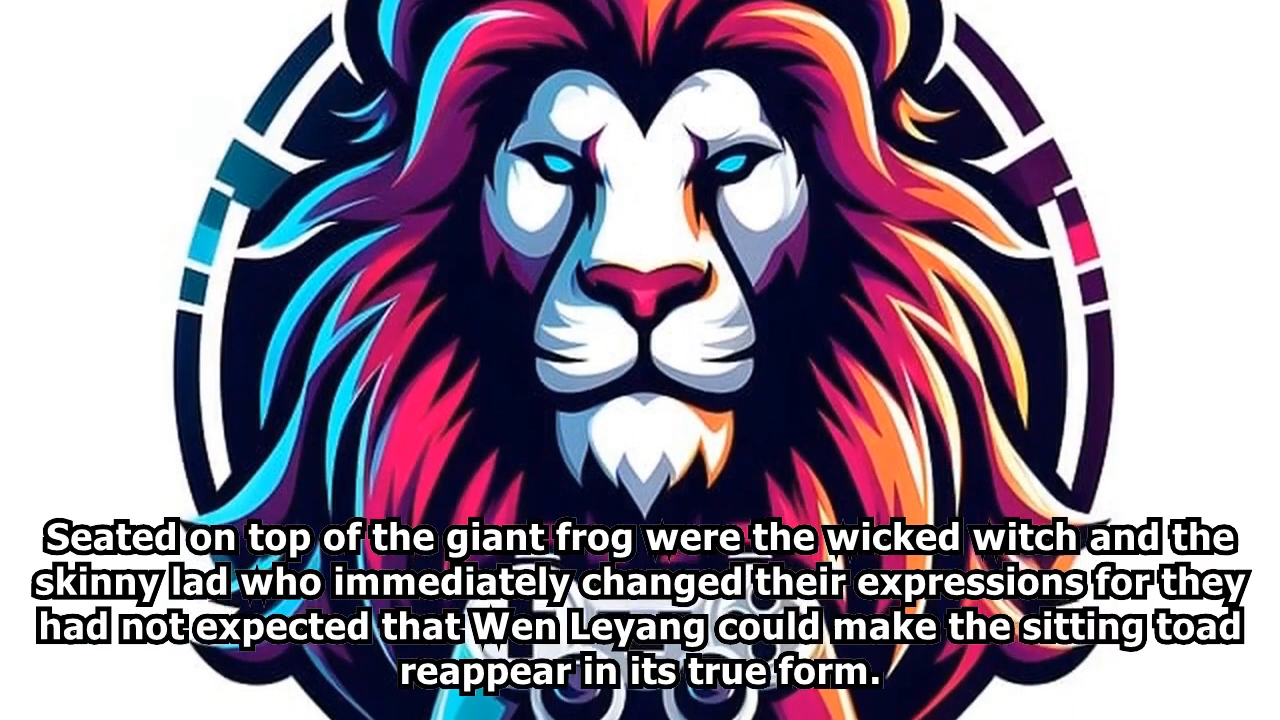 Seated on top of the giant frog were the wicked witch and the
skinny lad who immediately changed their expressions for they
had not expected that Wen Leyang could make the sitting toad
reappear in its true form.